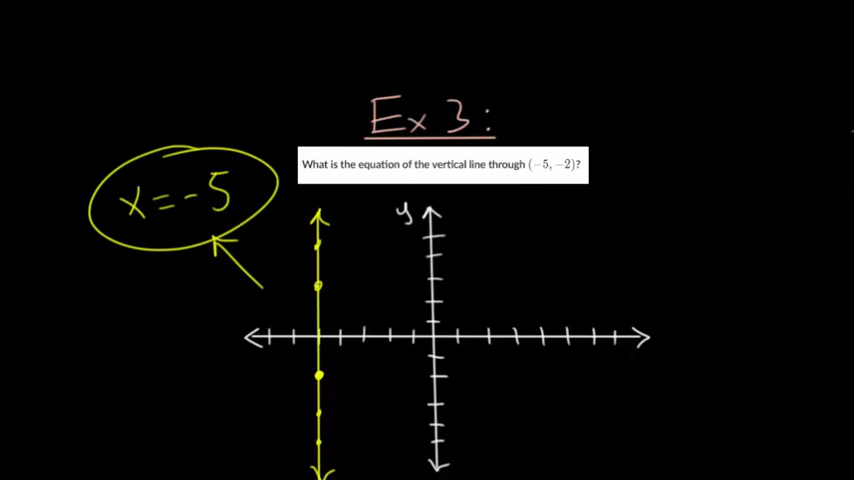 Ex 3:
What is the equation of the vertical line through (−5, −2)?
x=-5
y